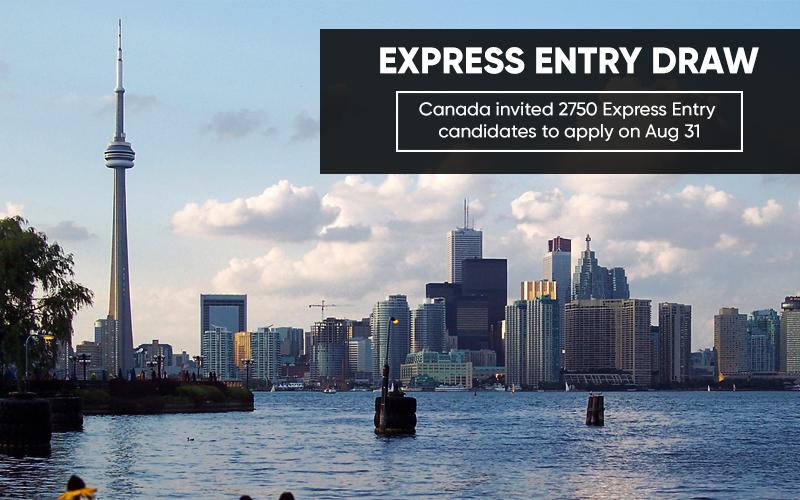 EXPRESS ENTRY DRAW
Canada invited 2750 Express Entry
candidates to apply on Aug 31